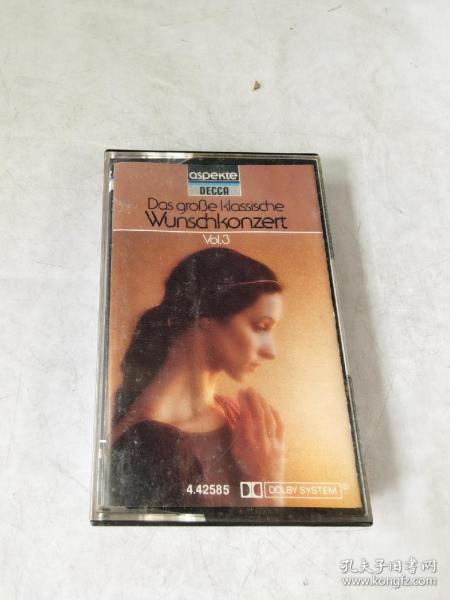 aspekte
DECCA
Das große klassische
Wunschkonzert
Vol.3
4.42585 DOLBY SYSTEM®
孔夫子旧书网
www.kongfz.com